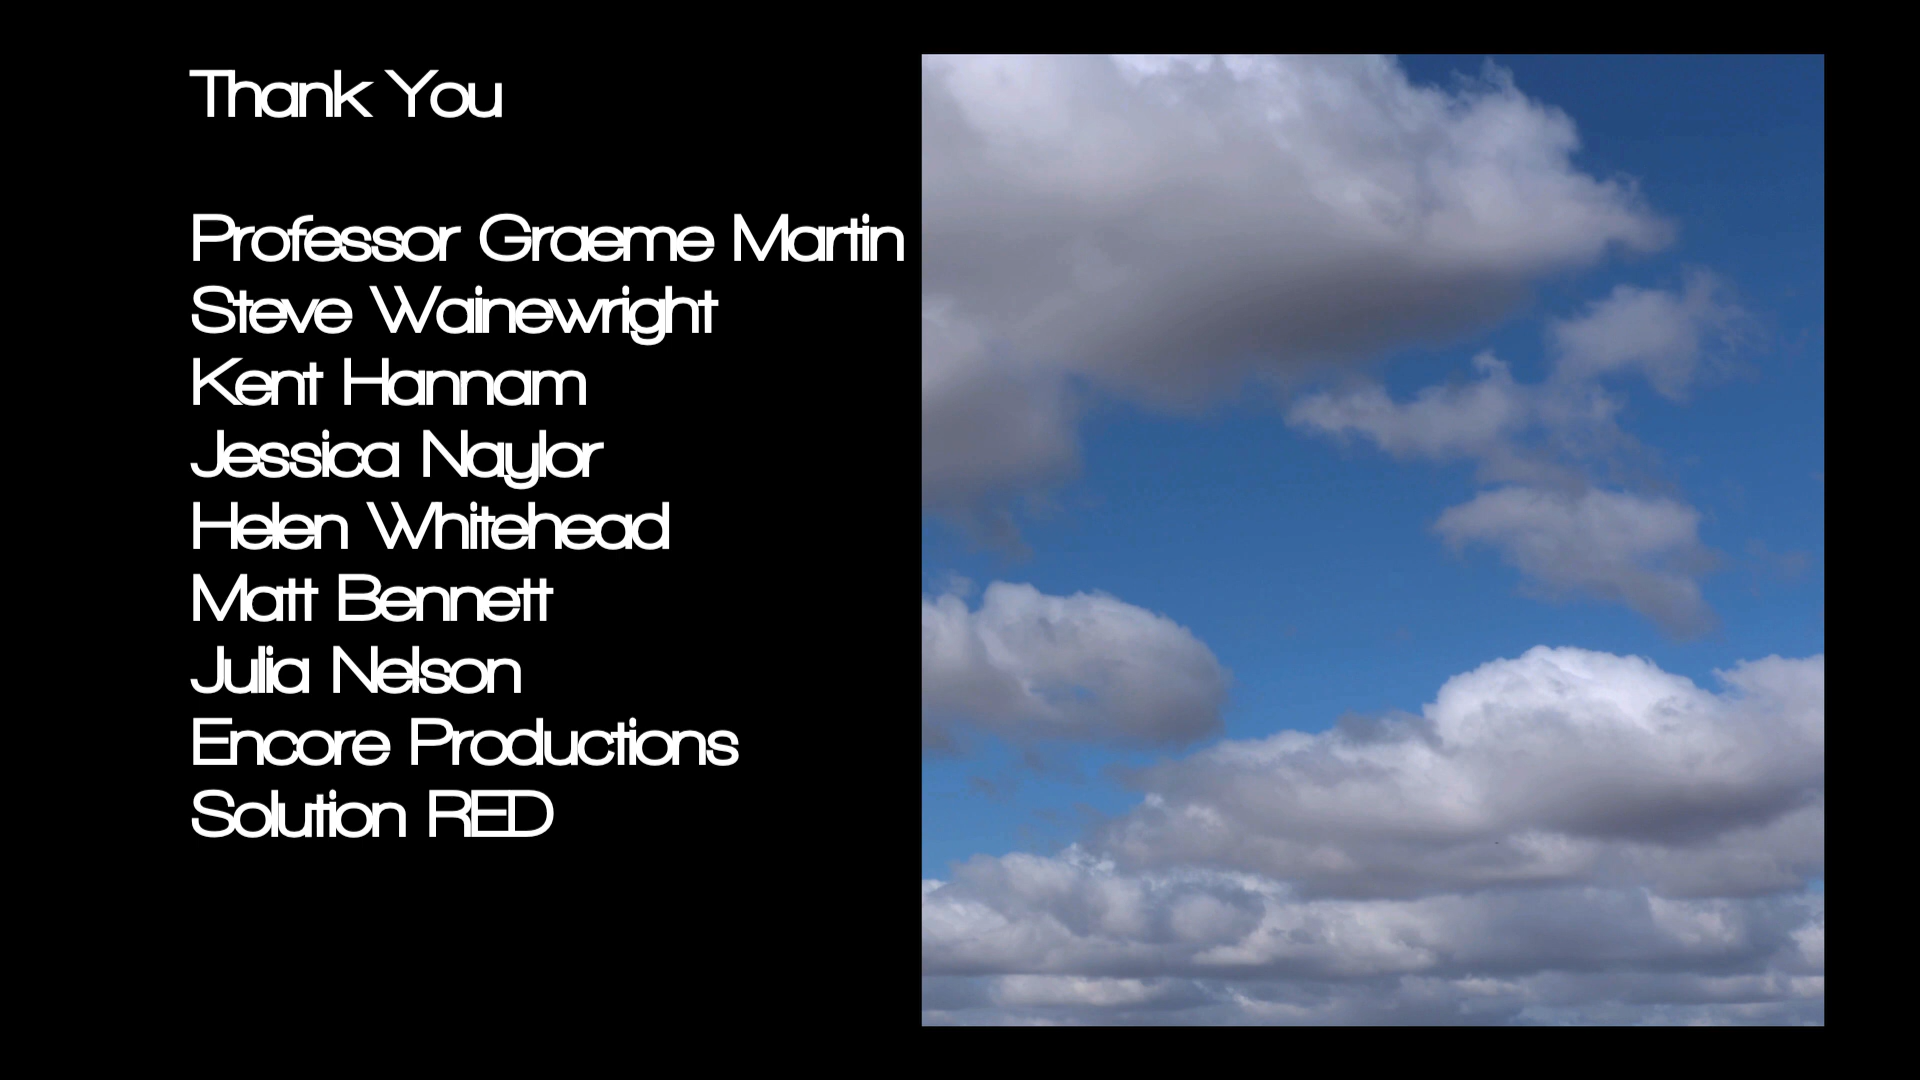 Thank You
Professor Graeme Martin
Steve Wainewright
Kent Hannam
Jessica Naylor
Helen Whitehead
Matt Bennett
Julia Nelson
Encore Productions
Solution RED